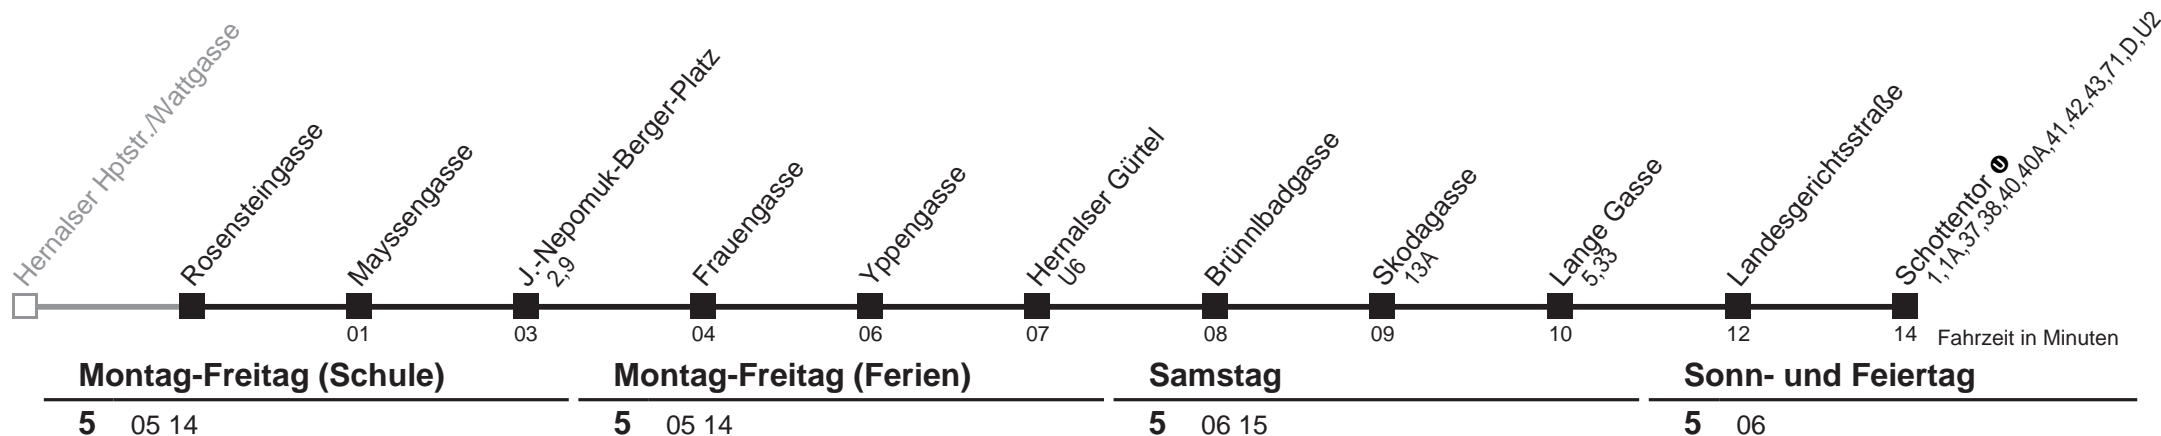 Hernalser Hptstr./Wattgasse
Rosensteingasse
Mayssengasse
J.-Nepomuk-Berger-Platz
2,9
Frauengasse
Yppengasse
Hernalser Gürtel
U6
Brünnlbadgasse
Skodagasse
13A
Lange Gasse
5,33
Landesgerichtsstraße
Schottentor U
1,1A,37,38,40,40A,41,42,43,71,D,U2
01 03 04 06 07 08 09 10 12 14 Fahrzeit in Minuten
Montag-Freitag (Schule) Montag-Freitag (Ferien) Samstag Sonn- und Feiertag
5 05 14 5 05 14 5 06 15 5 06